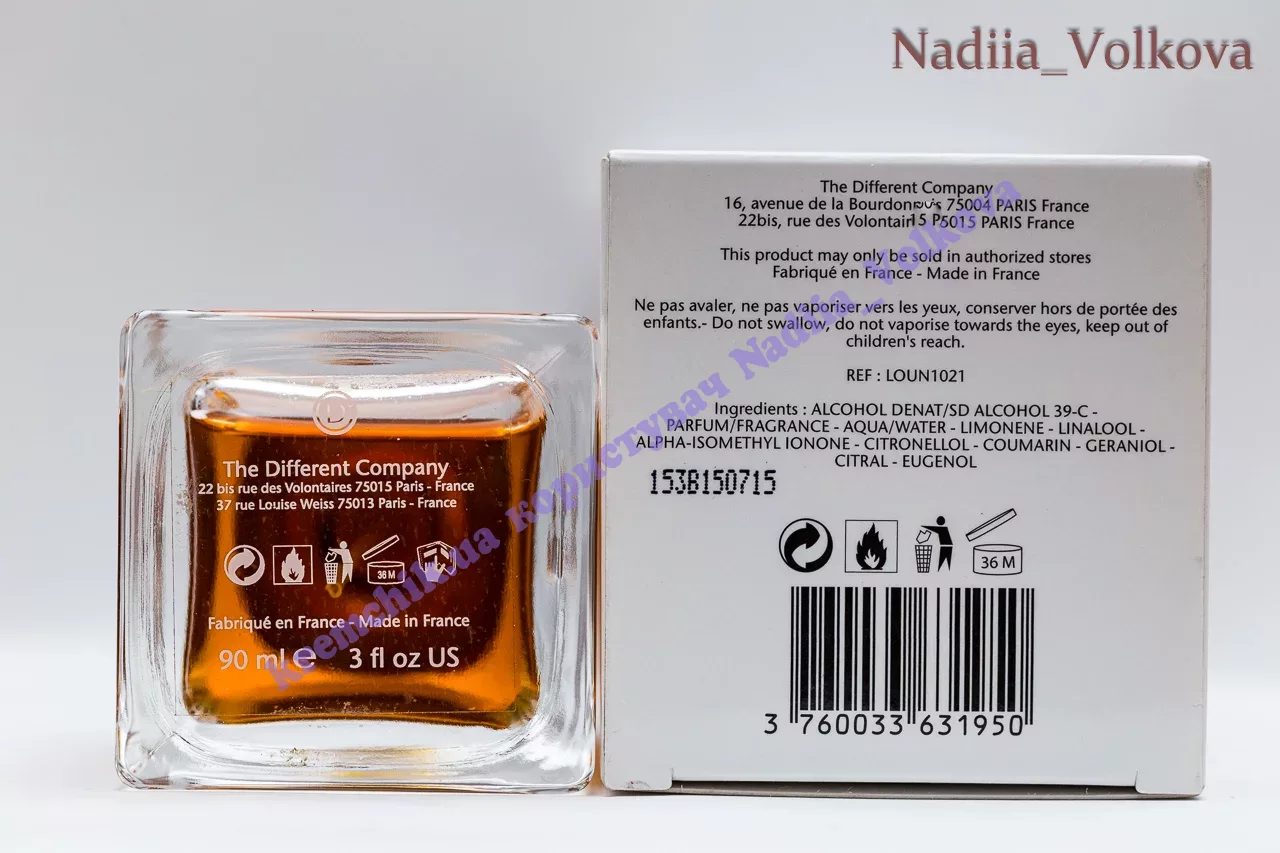 Nadiia_Volkova
The Different Company
22 bis rue des Volontaires 75015 Paris - France
37 rue Louise Weiss 75013 Paris - France
36 M
Fabriqué en France - Made in France
90 ml e 3 fl oz US
The Different Company
16, avenue de la 75004 PARIS France
22bis, rue des PARIS France
This product may only be sold in authorized stores
Fabriqué en France - Made in France
Ne pas avaler, ne pas vaporiser vers les yeux, conserver hors de portée des
enfants.- Do not swallow, do not vaporise towards the eyes, keep out of
children's reach.
REF : LOUN1021
Ingredients : ALCOHOL DENAT/SD ALCOHOL 39-C -
PARFUM/FRAGRANCE - AQUA/WATER - LIMONENE - LINALOOL -
ALPHA-ISOMETHYL IONONE - CITRONELLOL - COUMARIN - GERANIOL -
CITRAL - EUGENOL
153B150715
36 M
3 760033 631950
користувач Nadiia_Volkova